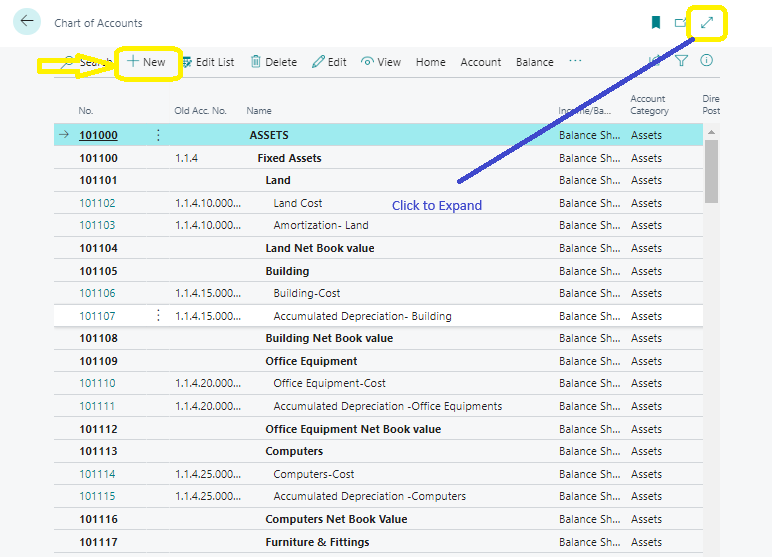 Chart of Accounts
Search + New Edit List Delete Edit View Home Account Balance ...
No. Old Acc. No. Name Income/Ba... Account Category Dire Post
101000 ASSETS Balance Sh... Assets
101100 1.1.4 Fixed Assets Balance Sh... Assets
101101 Land Balance Sh... Assets
101102 1.1.4.10.000... Land Cost Balance Sh... Assets
Click to Expand
101103 1.1.4.10.000... Amortization- Land Balance Sh... Assets
101104 Land Net Book value Balance Sh... Assets
101105 Building Balance Sh... Assets
101106 1.1.4.15.000... Building-Cost Balance Sh... Assets
101107 1.1.4.15.000... Accumulated Depreciation- Building Balance Sh... Assets
101108 Building Net Book value Balance Sh... Assets
101109 Office Equipment Balance Sh... Assets
101110 1.1.4.20.000... Office Equipment-Cost Balance Sh... Assets
101111 1.1.4.20.000... Accumulated Depreciation -Office Equipments Balance Sh... Assets
101112 Office Equipment Net Book value Balance Sh... Assets
101113 Computers Balance Sh... Assets
101114 1.1.4.25.000... Computers-Cost Balance Sh... Assets
101115 1.1.4.25.000... Accumulated Depreciation -Computers Balance Sh... Assets
101116 Computers Net Book Value Balance Sh... Assets
101117 Furniture & Fittings Balance Sh... Assets